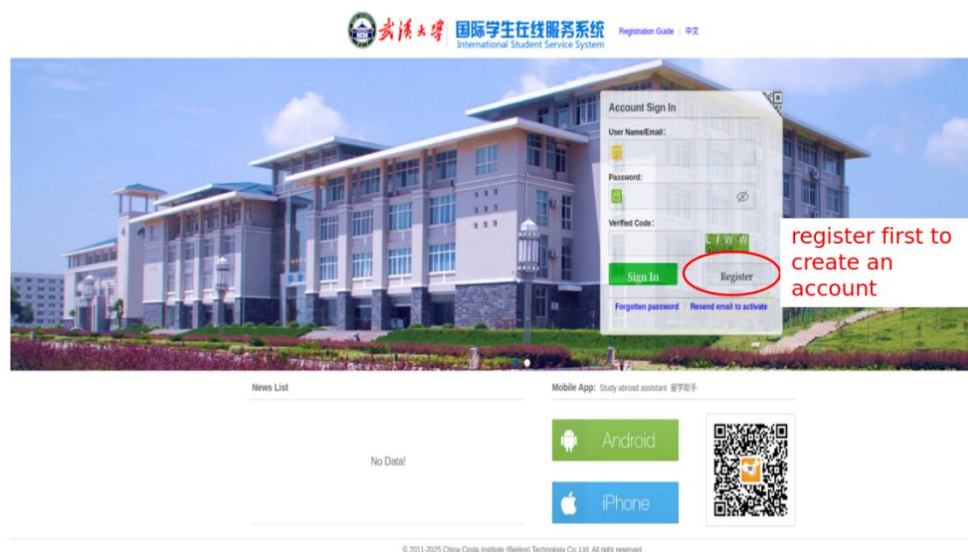 武汉大学 国际学生在线服务系统 Registration Guide | 中文
International Student Service System
Account Sign In
User Name/Email:
Password:
Verified Code:
register first to
create an
account
Sign In Register
Forgotten password | Resend email to activate
News List
Mobile App: Study abroad assistant 留学助手
No Data!
Android
iPhone
© 2011-2025 China Cinda Institute (Beijing) Technology Co. Ltd. All right reserved.